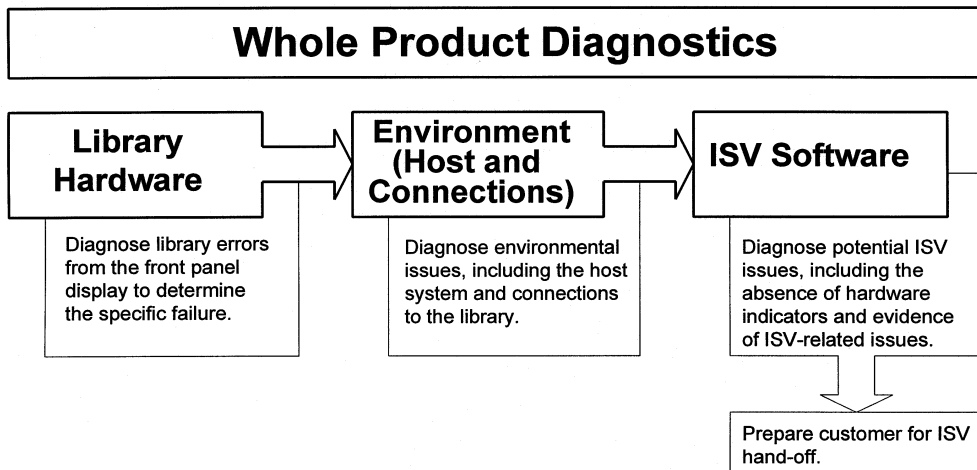 Whole Product Diagnostics
Library
Hardware
Environment
(Host and
Connections)
ISV Software
Diagnose library errors
from the front panel
display to determine
the specific failure.
Diagnose environmental
issues, including the host
system and connections
to the library.
Diagnose potential ISV
issues, including the
absence of hardware
indicators and evidence
of ISV-related issues.
Prepare customer for ISV
hand-off.